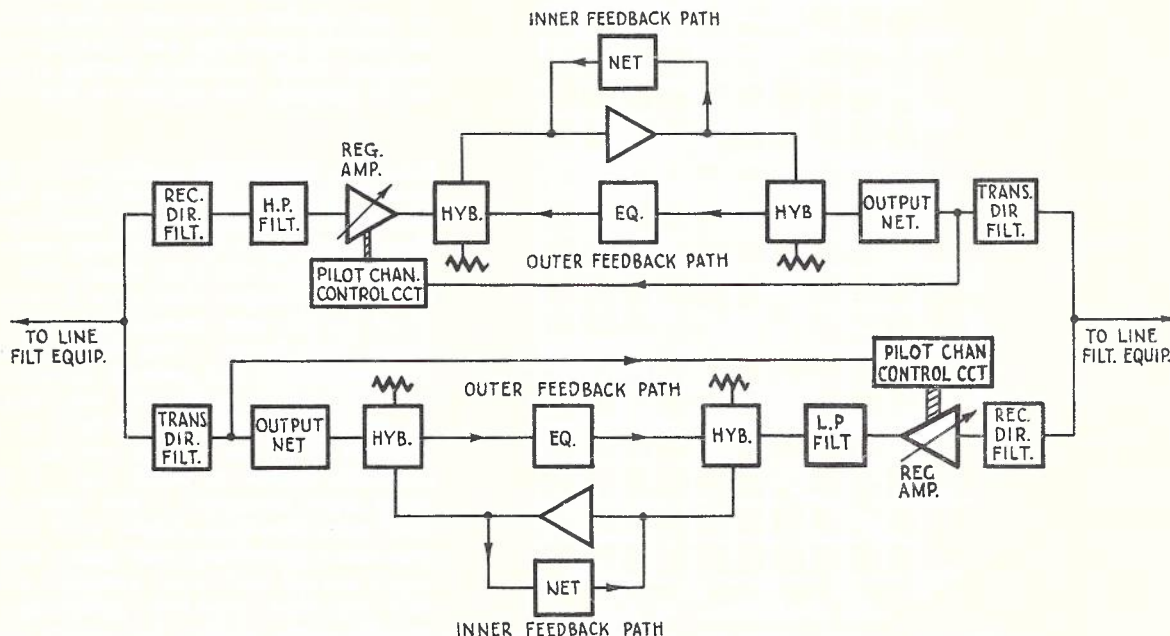 INNER FEEDBACK PATH
NET
REG.
AMP.
REC.
DIR.
FILT.
H.P.
FILT.
HYB.
EQ.
HYB
OUTPUT
NET.
TRANS.
DIR
FILT.
OUTER FEEDBACK PATH
PILOT CHAN.
CONTROL CCT
TO LINE
FILT EQUIP.
TO LINE
FILT. EQUIP.
PILOT CHAN
CONTROL CCT
OUTER FEEDBACK PATH
TRANS
DIR.
FILT.
OUTPUT
NET
HYB.
EQ.
HYB.
L.P
FILT
REG
AMP.
REC.
DIR.
FILT.
NET
INNER FEEDBACK PATH